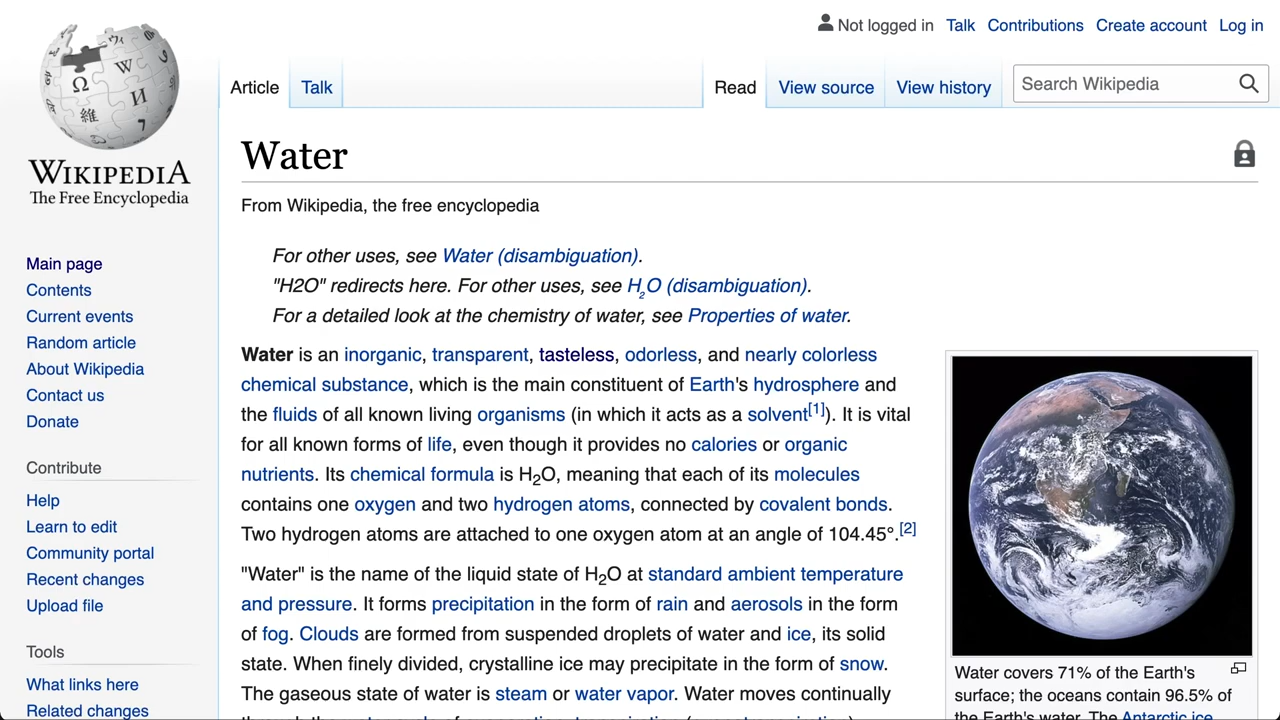 Not logged in Talk Contributions Create account Log in
Article Talk Read View source View history Search Wikipedia
WIKIPEDIA
The Free Encyclopedia
Main page
Contents
Current events
Random article
About Wikipedia
Contact us
Donate
Contribute
Help
Learn to edit
Community portal
Recent changes
Upload file
Tools
What links here
Related changes
Water
From Wikipedia, the free encyclopedia
For other uses, see Water (disambiguation).
"H2O" redirects here. For other uses, see H₂O (disambiguation).
For a detailed look at the chemistry of water, see Properties of water.
Water is an inorganic, transparent, tasteless, odorless, and nearly colorless
chemical substance, which is the main constituent of Earth's hydrosphere and
the fluids of all known living organisms (in which it acts as a solvent[1]). It is vital
for all known forms of life, even though it provides no calories or organic
nutrients. Its chemical formula is H₂O, meaning that each of its molecules
contains one oxygen and two hydrogen atoms, connected by covalent bonds.
Two hydrogen atoms are attached to one oxygen atom at an angle of 104.45°.[2]
"Water" is the name of the liquid state of H₂O at standard ambient temperature
and pressure. It forms precipitation in the form of rain and aerosols in the form
of fog. Clouds are formed from suspended droplets of water and ice, its solid
state. When finely divided, crystalline ice may precipitate in the form of snow.
The gaseous state of water is steam or water vapor. Water moves continually
Water covers 71% of the Earth's
surface; the oceans contain 96.5% of
the Earth's water. The Antarctic ice